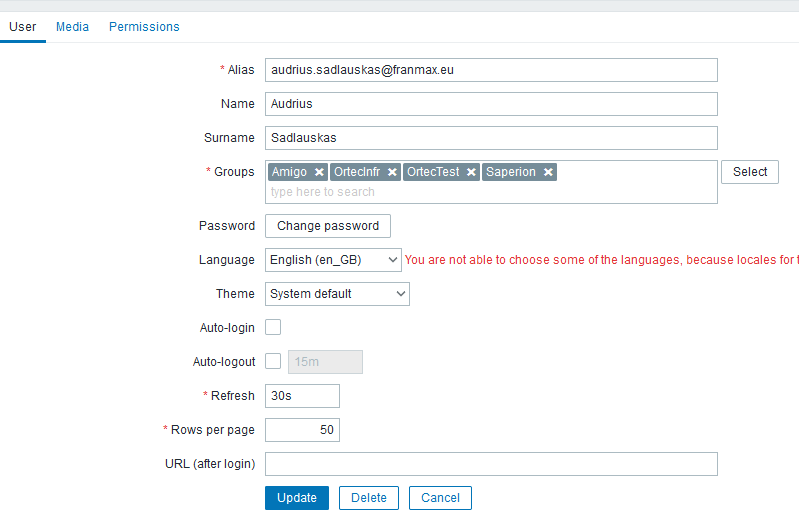 User Media Permissions
* Alias audrius.sadlauskas@franmax.eu
Name Audrius
Surname Sadlauskas
* Groups Amigo OrtecInfr OrtecTest Saperion Select
type here to search
Password Change password
Language English (en_GB) You are not able to choose some of the languages, because locales for
Theme System default
Auto-login
Auto-logout 15m
* Refresh 30s
* Rows per page 50
URL (after login)
Update Delete Cancel